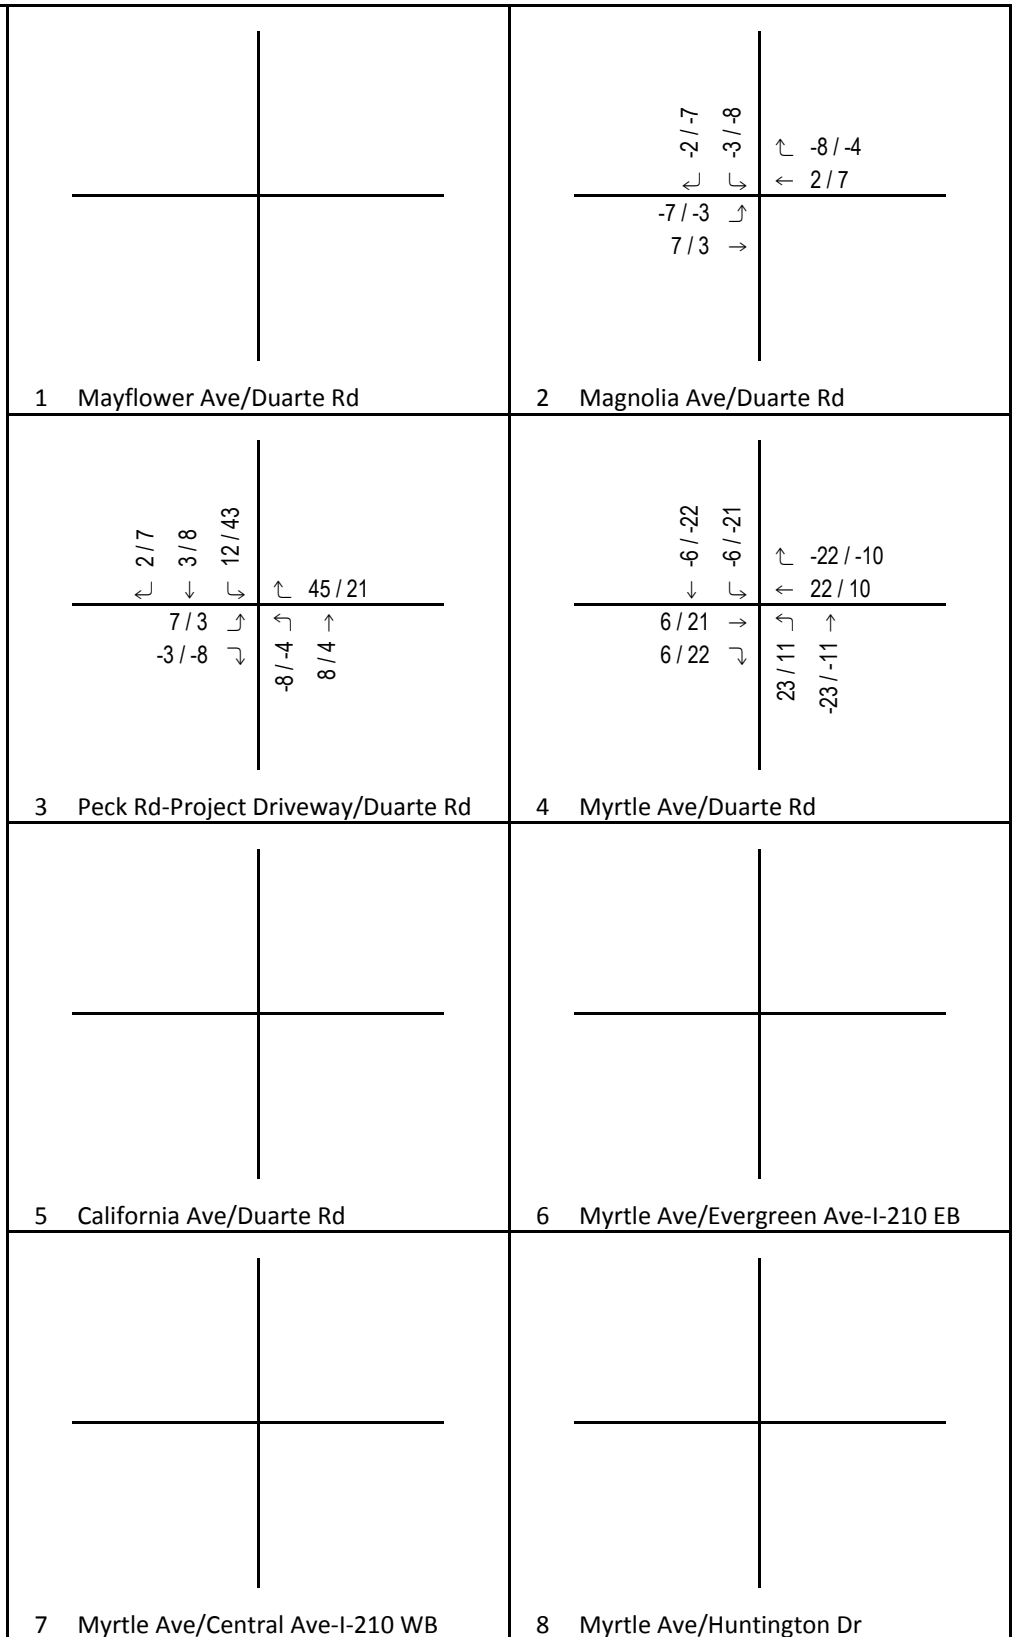 1 Mayflower Ave/Duarte Rd
-2 / -7
-3 / -8
↵ ↳
-8 / -4
← 2 / 7
-7 / -3
7 / 3 →
2 Magnolia Ave/Duarte Rd
2 / 7
3 / 8
12 / 43
45 / 21
7 / 3
-3 / -8
-8 / -4
8 / 4
3 Peck Rd-Project Driveway/Duarte Rd
-6 / -22
-6 / -21
-22 / -10
← 22 / 10
6 / 21 →
6 / 22
23 / 11
-23 / -11
4 Myrtle Ave/Duarte Rd
5 California Ave/Duarte Rd
6 Myrtle Ave/Evergreen Ave-I-210 EB
7 Myrtle Ave/Central Ave-I-210 WB
8 Myrtle Ave/Huntington Dr